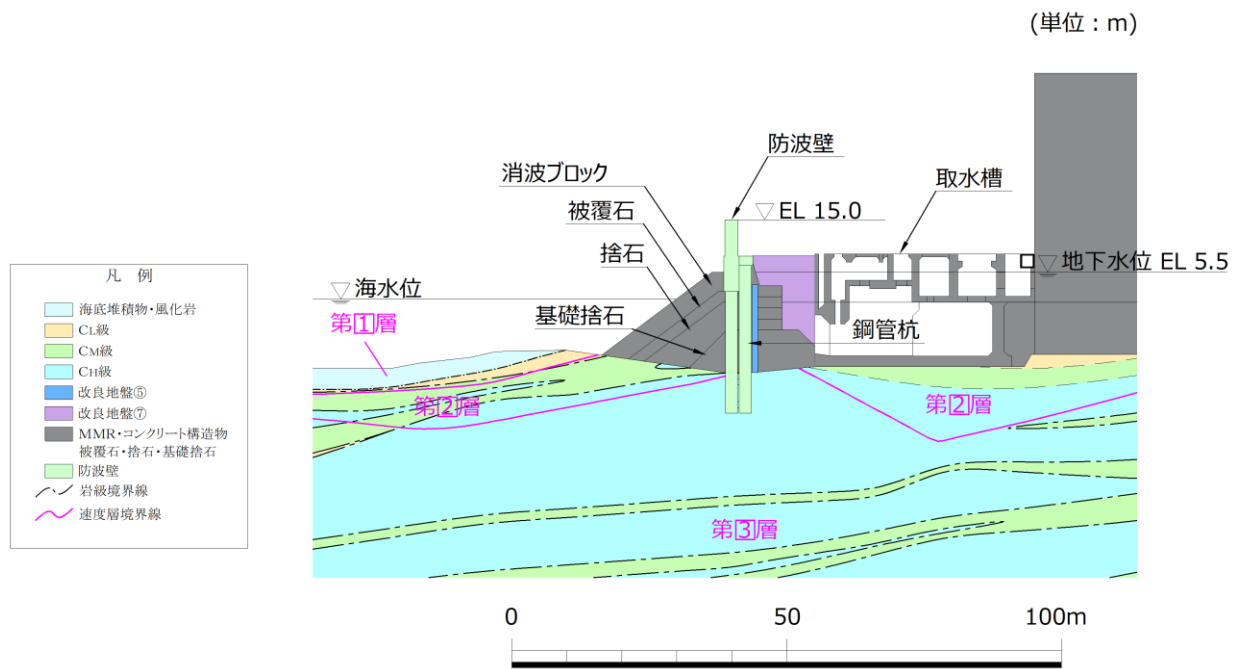 (単位：m)
防波壁
消波ブロック
取水槽
被覆石
▽ EL 15.0
捨石
地下水位 EL 5.5
海水位
基礎捨石
鋼管杭
第1層
第2層
第2層
第3層
凡 例
海底堆積物・風化岩
CL級
CM級
CH級
改良地盤⑤
改良地盤⑦
MMR・コンクリート構造物
被覆石・捨石・基礎捨石
防波壁
岩級境界線
速度層境界線
0 50 100m